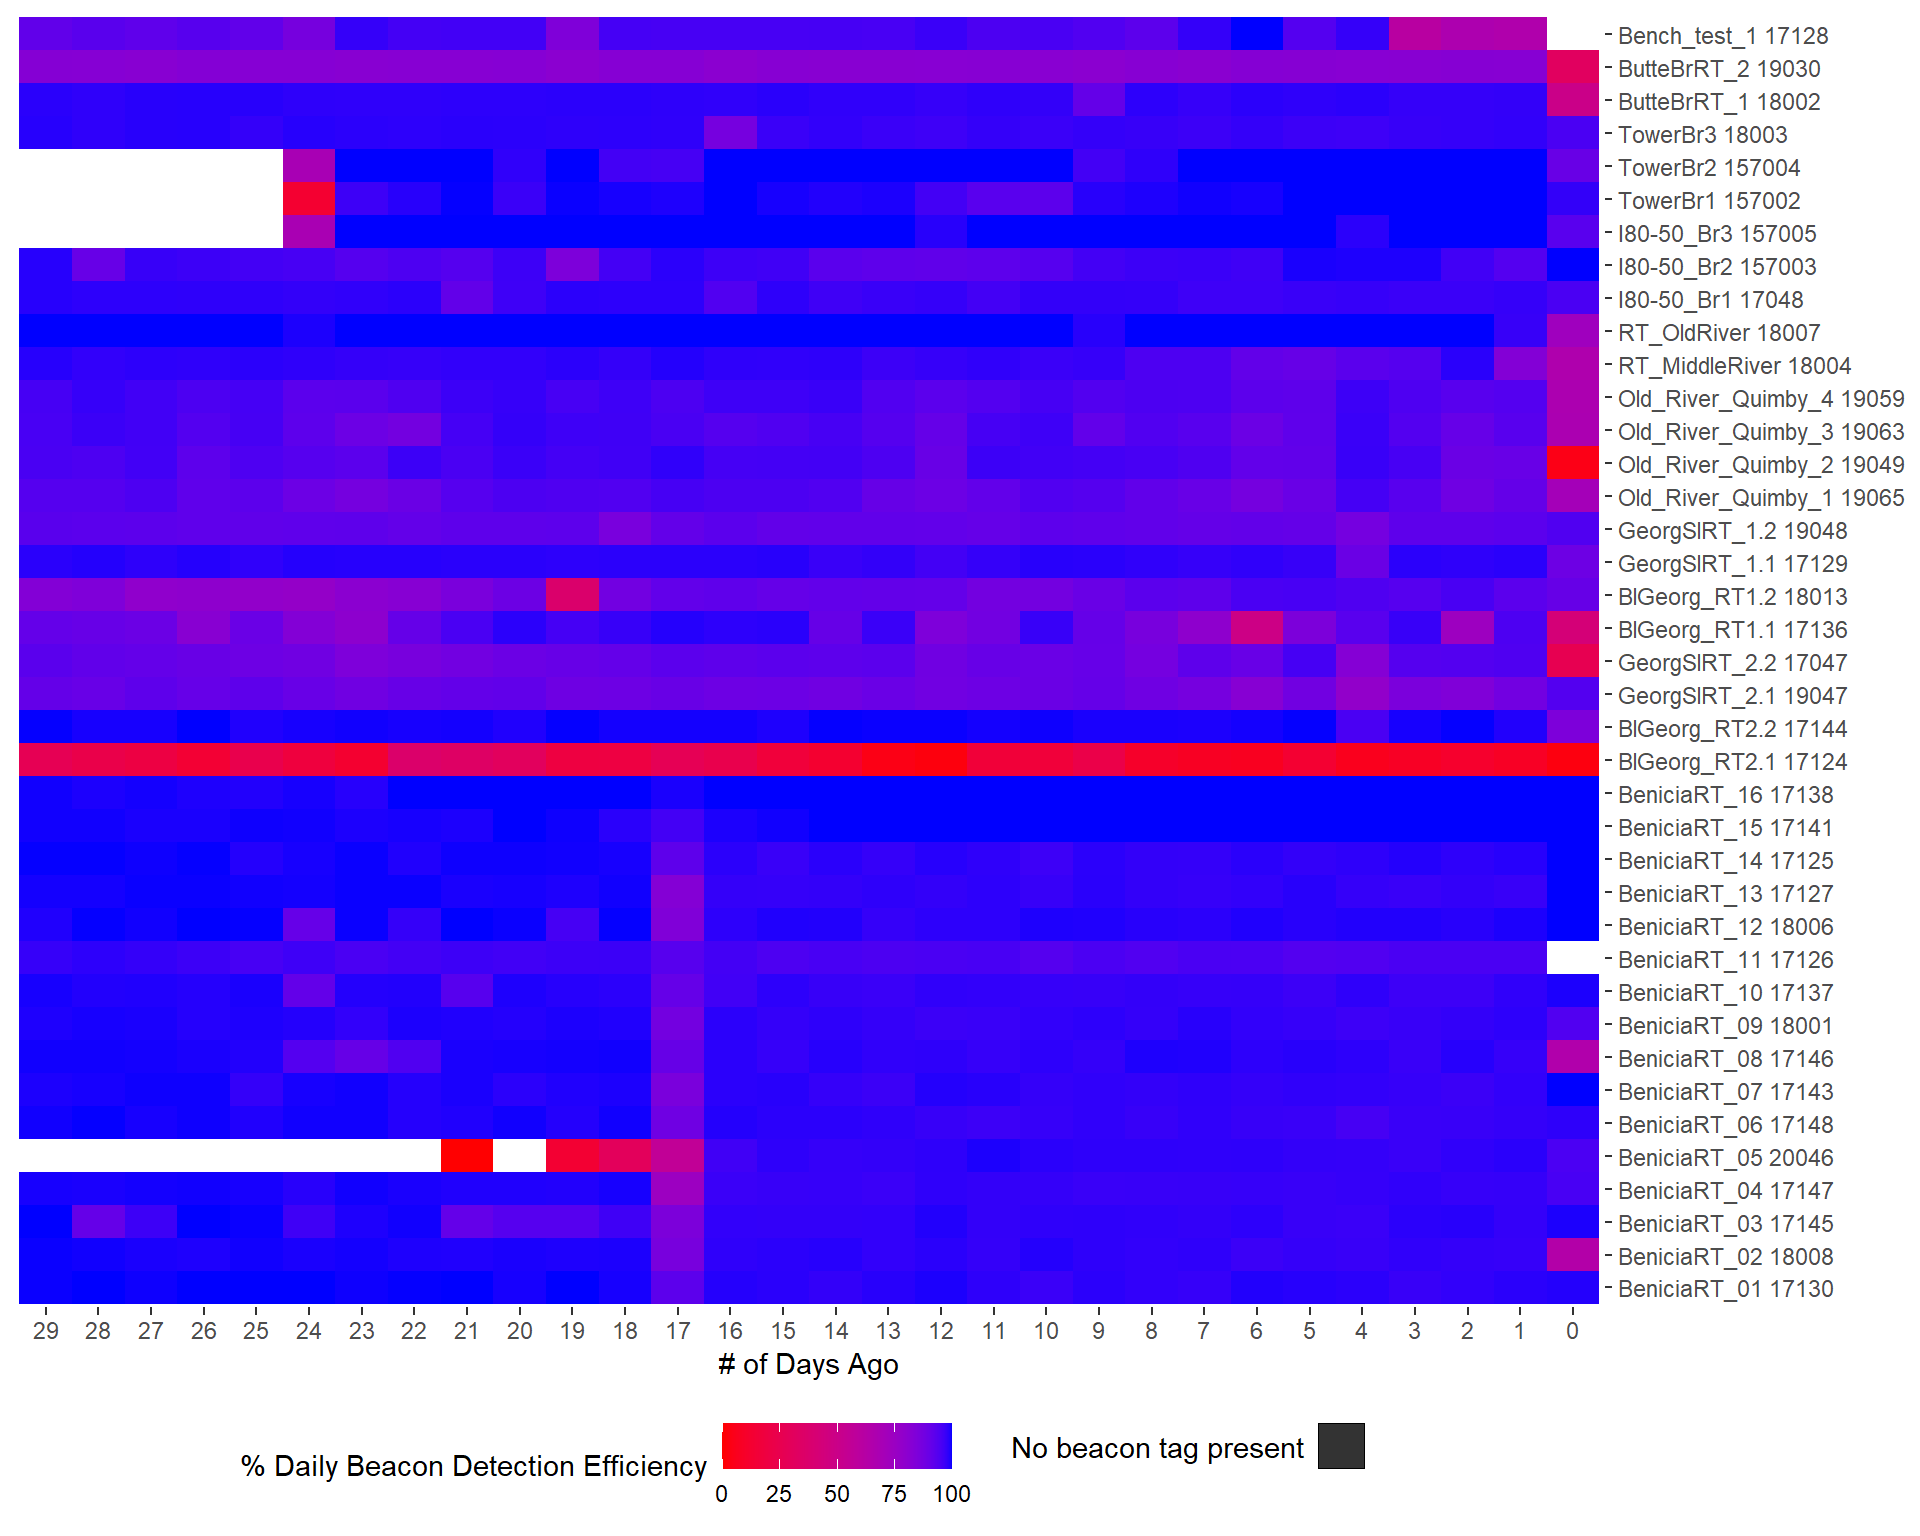 Bench_test_1 17128
ButteBrRT_2 19030
ButteBrRT_1 18002
TowerBr3 18003
TowerBr2 157004
TowerBr1 157002
I80-50_Br3 157005
I80-50_Br2 157003
I80-50_Br1 17048
RT_OldRiver 18007
RT_MiddleRiver 18004
Old_River_Quimby_4 19059
Old_River_Quimby_3 19063
Old_River_Quimby_2 19049
Old_River_Quimby_1 19065
GeorgSlRT_1.2 19048
GeorgSlRT_1.1 17129
BlGeorg_RT1.2 18013
BlGeorg_RT1.1 17136
GeorgSlRT_2.2 17047
GeorgSlRT_2.1 19047
BlGeorg_RT2.2 17144
BlGeorg_RT2.1 17124
BeniciaRT_16 17138
BeniciaRT_15 17141
BeniciaRT_14 17125
BeniciaRT_13 17127
BeniciaRT_12 18006
BeniciaRT_11 17126
BeniciaRT_10 17137
BeniciaRT_09 18001
BeniciaRT_08 17146
BeniciaRT_07 17143
BeniciaRT_06 17148
BeniciaRT_05 20046
BeniciaRT_04 17147
BeniciaRT_03 17145
BeniciaRT_02 18008
BeniciaRT_01 17130
29 28 27 26 25 24 23 22 21 20 19 18 17 16 15 14 13 12 11 10 9 8 7 6 5 4 3 2 1 0
# of Days Ago
% Daily Beacon Detection Efficiency
0 25 50 75 100
No beacon tag present